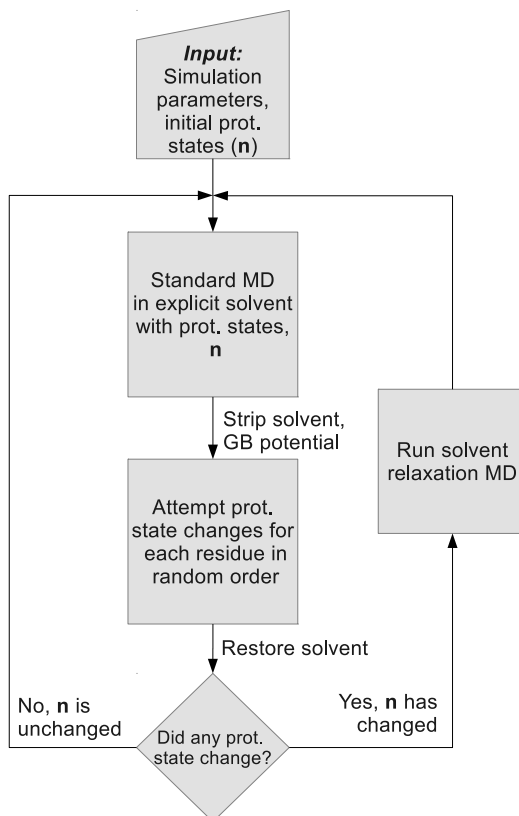 Input:
Simulation
parameters,
initial prot.
states (n)
Standard MD
in explicit solvent
with prot. states,
n
Strip solvent,
GB potential
Run solvent
relaxation MD
Attempt prot.
state changes for
each residue in
random order
Restore solvent
No, n is
unchanged
Yes, n has
changed
Did any prot.
state change?